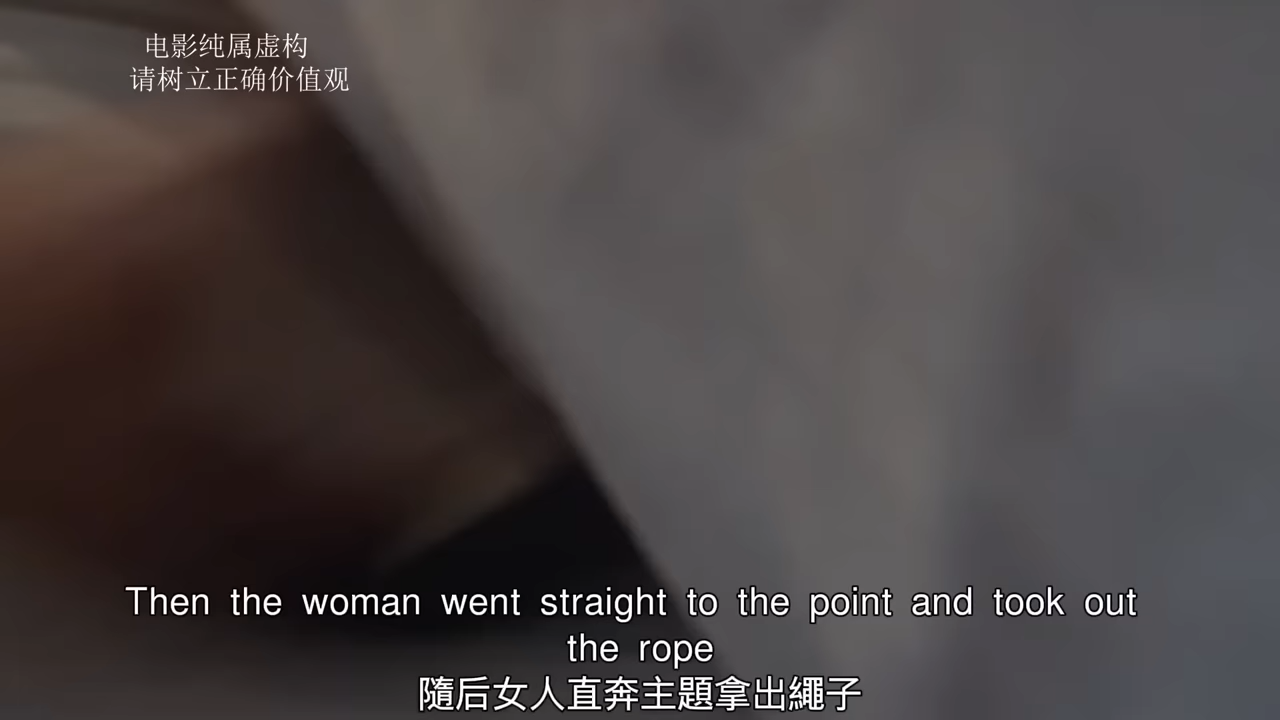 电影纯属虚构
请树立正确价值观
Then the woman went straight to the point and took out
the rope
隨后女人直奔主題拿出繩子